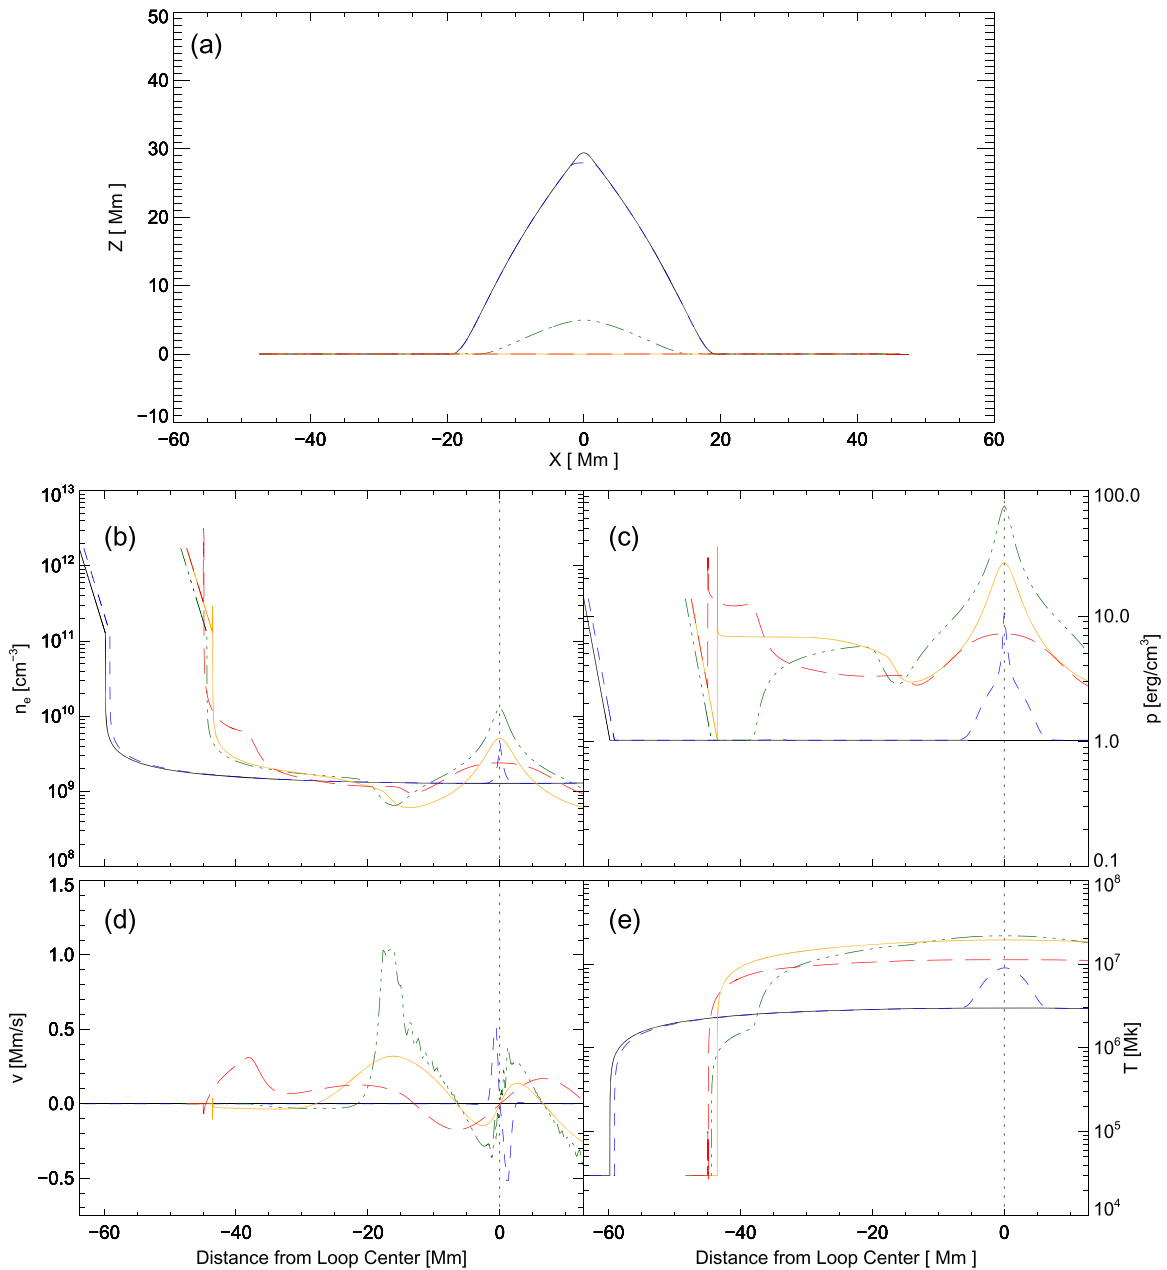 (a)
50
40
30
20
10
0
−10
Z [ Mm ]
−60 −40 −20 0 20 40 60
X [ Mm ]
(b)
10^13
10^12
10^11
10^10
10^9
10^8
n_e [cm^−3]
(c)
100.0
10.0
1.0
0.1
p [erg/cm^3]
(d)
1.5
1.0
0.5
0.0
−0.5
v [Mm/s]
−60 −40 −20 0
Distance from Loop Center [Mm]
(e)
10^8
10^7
10^6
10^5
10^4
T [Mk]
−60 −40 −20 0
Distance from Loop Center [ Mm ]